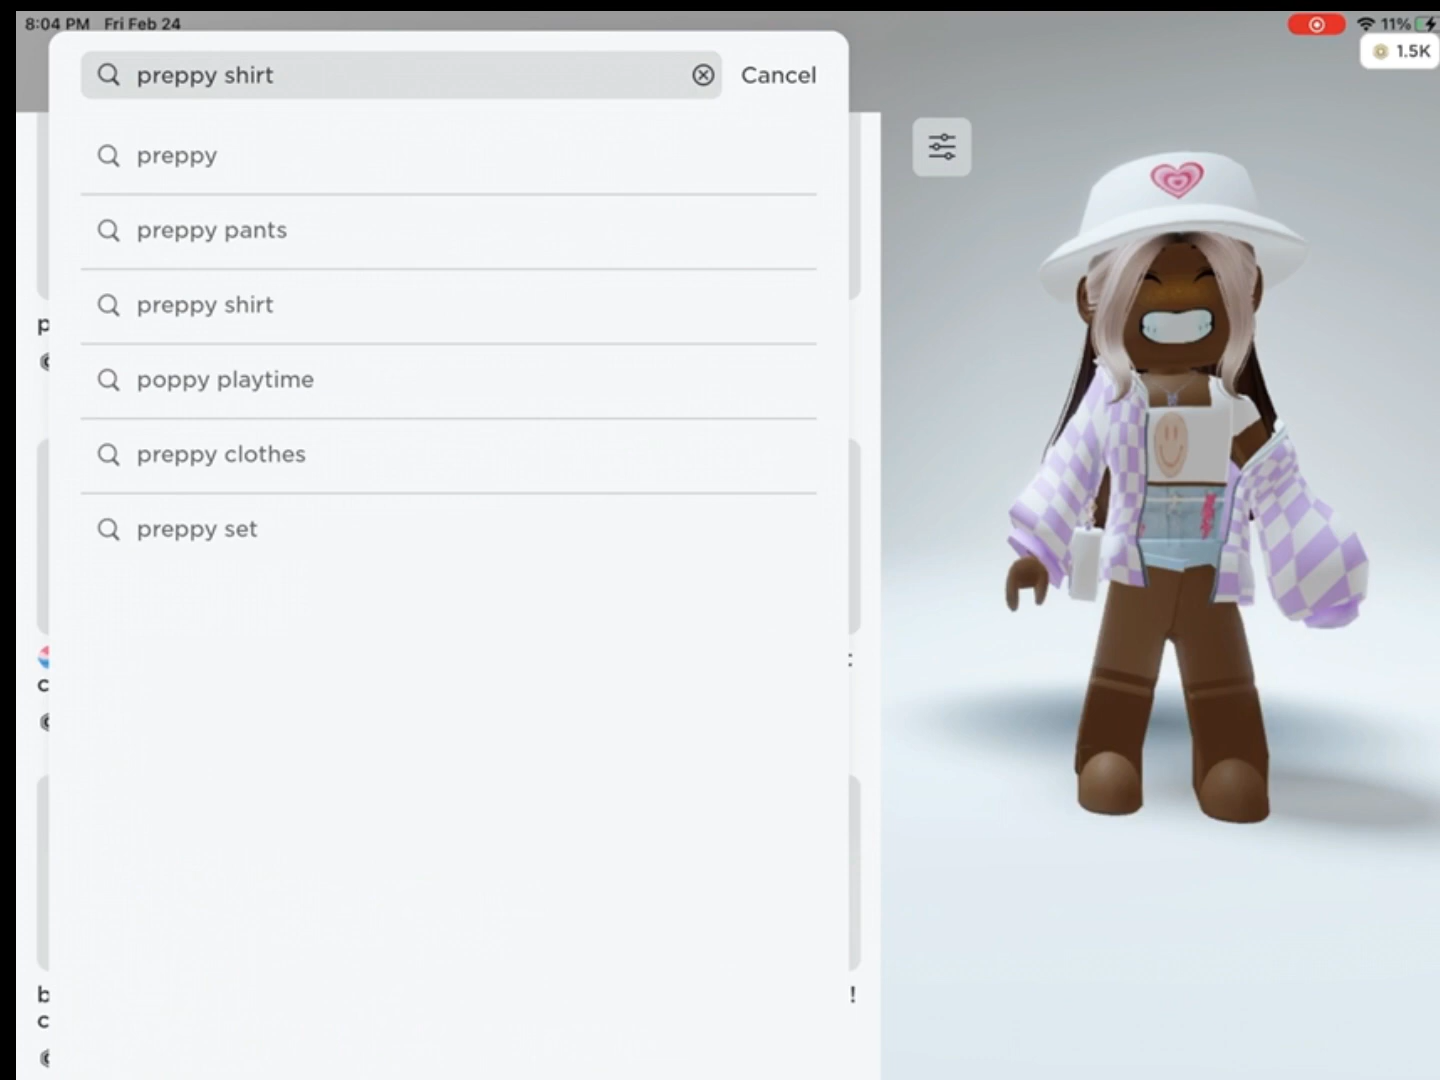 8:04 PM Fri Feb 24
11%
1.5K
preppy shirt
Cancel
preppy
preppy pants
preppy shirt
poppy playtime
preppy clothes
preppy set
p
c
:
b
!
c